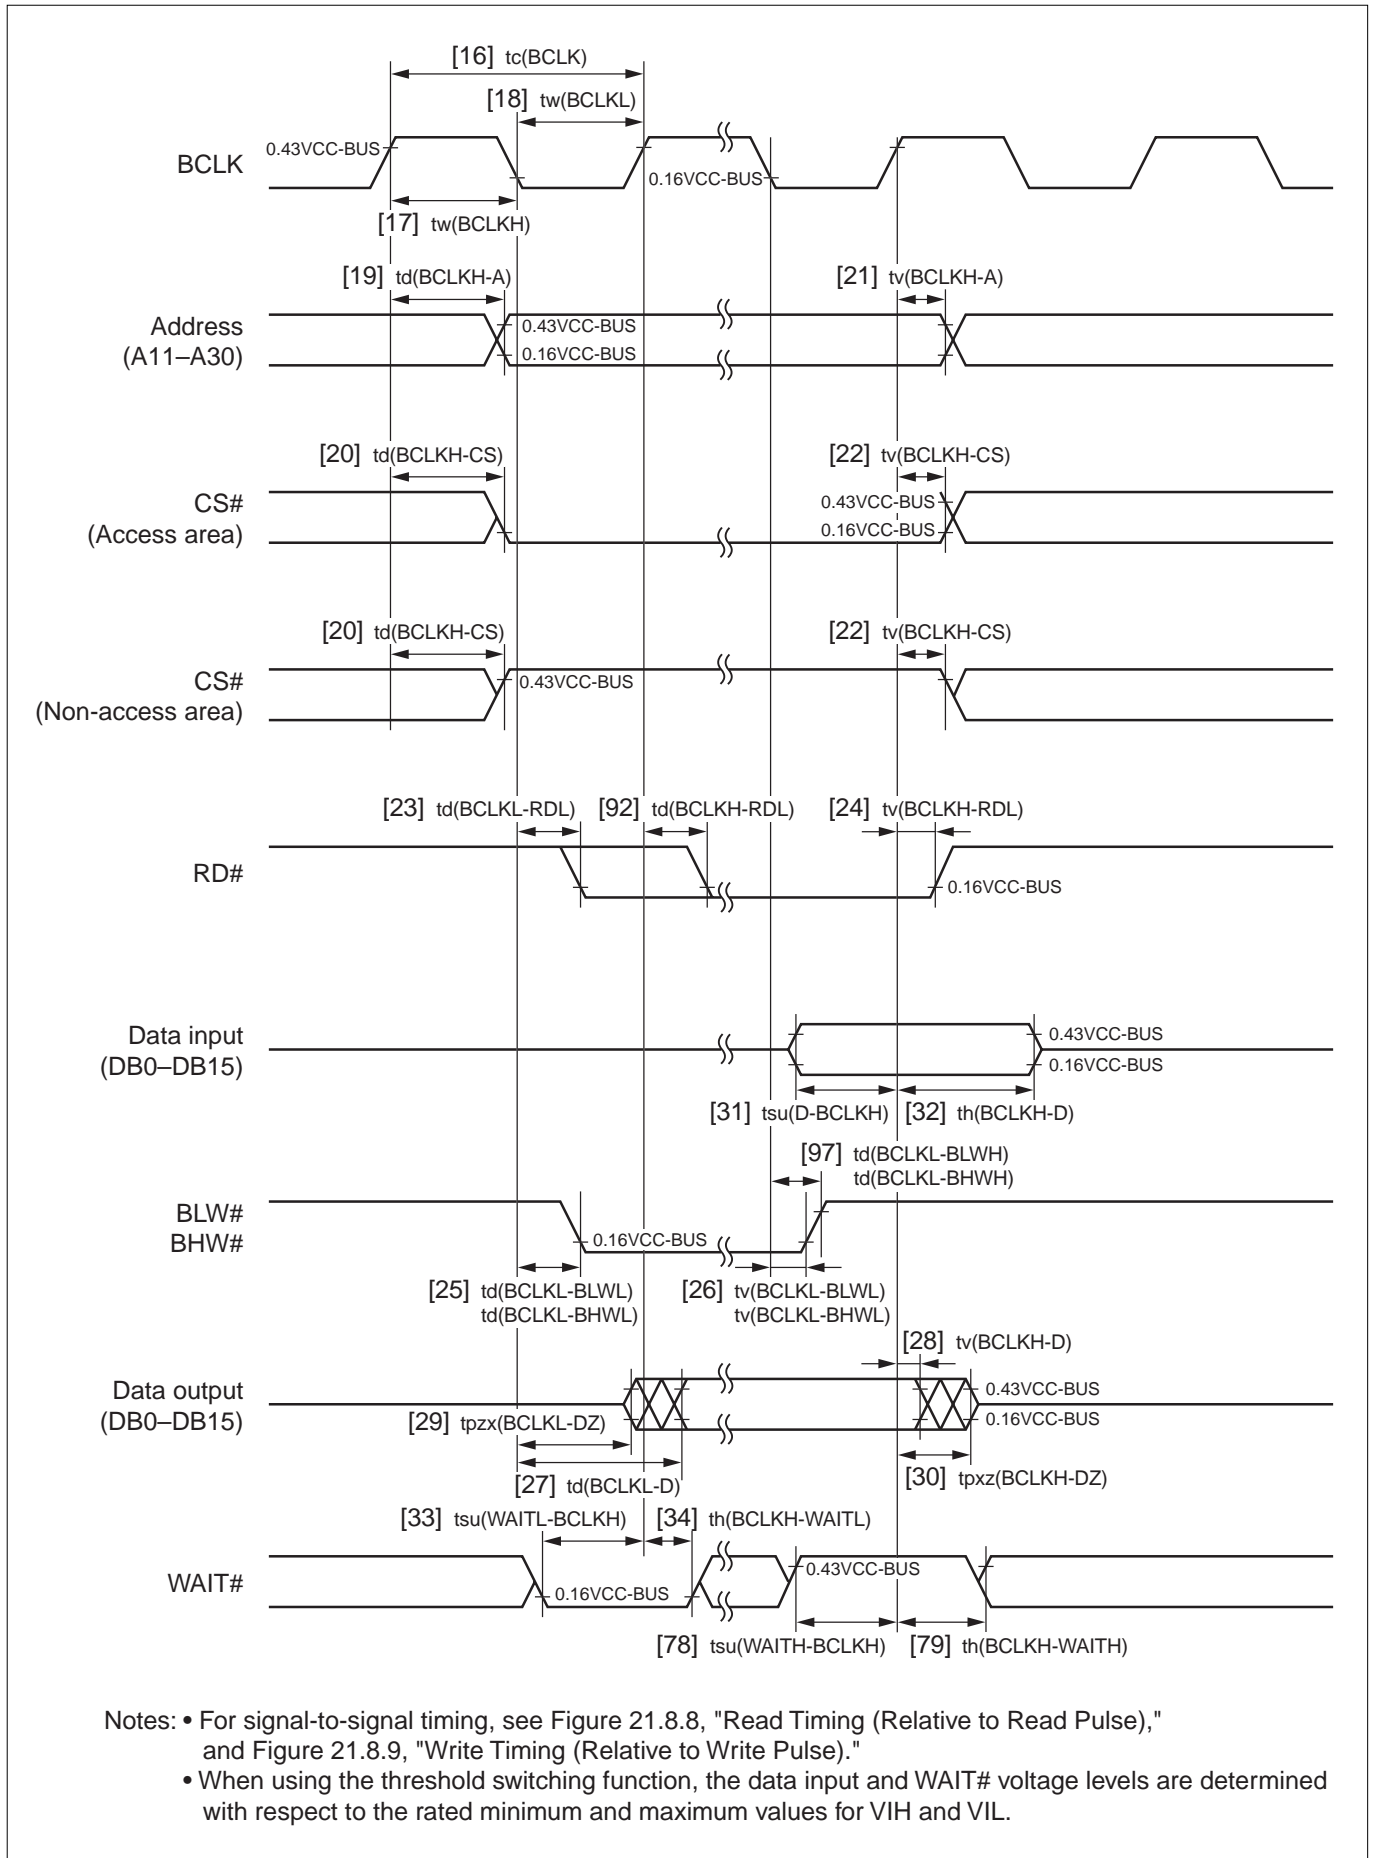 [16] tc(BCLK)
[18] tw(BCLKL)
BCLK
0.43VCC-BUS
0.16VCC-BUS
[17] tw(BCLKH)
[19] td(BCLKH-A)
[21] tv(BCLKH-A)
Address
(A11–A30)
0.43VCC-BUS
0.16VCC-BUS
[20] td(BCLKH-CS)
[22] tv(BCLKH-CS)
CS#
(Access area)
0.43VCC-BUS
0.16VCC-BUS
[20] td(BCLKH-CS)
[22] tv(BCLKH-CS)
CS#
(Non-access area)
0.43VCC-BUS
[23] td(BCLKL-RDL)
[92] td(BCLKH-RDL)
[24] tv(BCLKH-RDL)
RD#
0.16VCC-BUS
Data input
(DB0–DB15)
0.43VCC-BUS
0.16VCC-BUS
[31] tsu(D-BCLKH)
[32] th(BCLKH-D)
[97] td(BCLKL-BLWH)
td(BCLKL-BHWH)
BLW#
BHW#
0.16VCC-BUS
[25] td(BCLKL-BLWL)
td(BCLKL-BHWL)
[26] tv(BCLKL-BLWL)
tv(BCLKL-BHWL)
[28] tv(BCLKH-D)
Data output
(DB0–DB15)
0.43VCC-BUS
0.16VCC-BUS
[29] tpzx(BCLKL-DZ)
[27] td(BCLKL-D)
[30] tpxz(BCLKH-DZ)
[33] tsu(WAITL-BCLKH)
[34] th(BCLKH-WAITL)
WAIT#
0.16VCC-BUS
0.43VCC-BUS
[78] tsu(WAITH-BCLKH)
[79] th(BCLKH-WAITH)
Notes: • For signal-to-signal timing, see Figure 21.8.8, "Read Timing (Relative to Read Pulse),"
and Figure 21.8.9, "Write Timing (Relative to Write Pulse)."
• When using the threshold switching function, the data input and WAIT# voltage levels are determined
with respect to the rated minimum and maximum values for VIH and VIL.